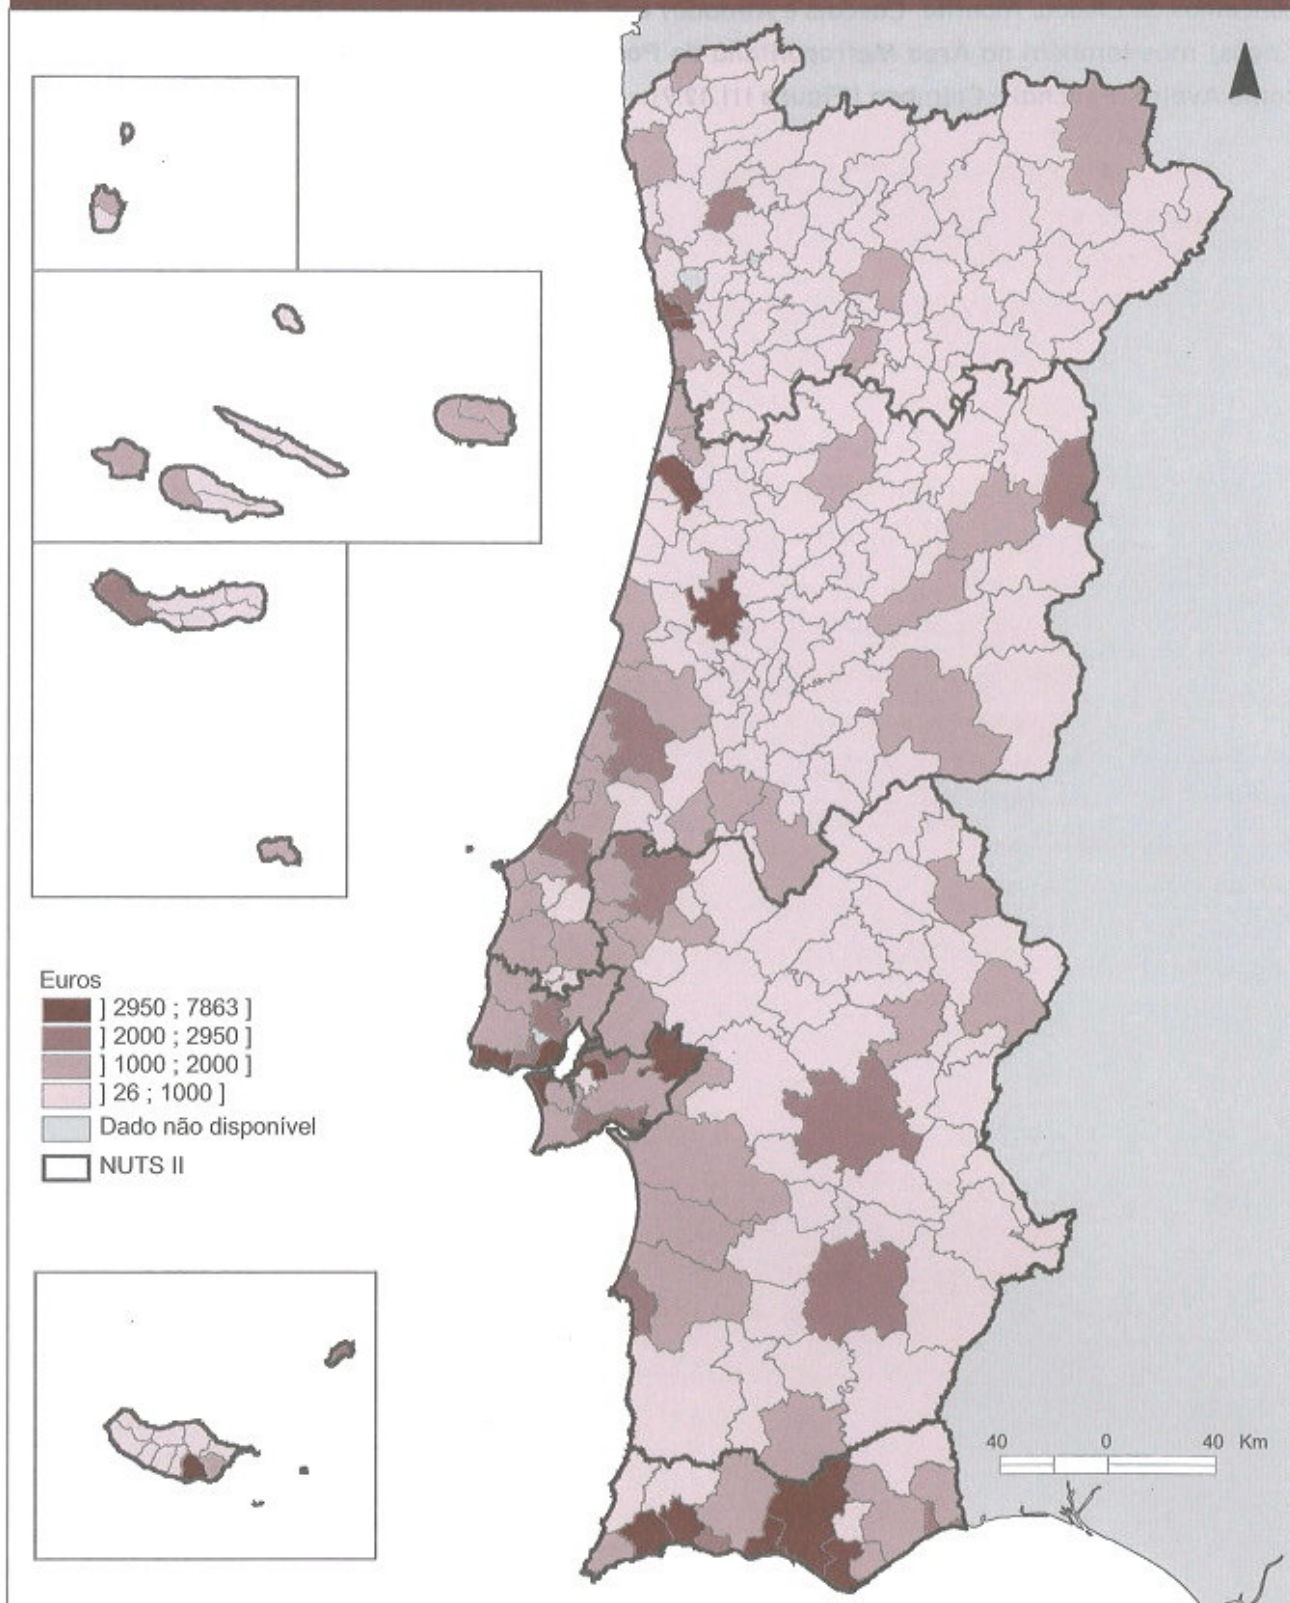 Euros
] 2950 ; 7863 ]
] 2000 ; 2950 ]
] 1000 ; 2000 ]
] 26 ; 1000 ]
Dado não disponível
NUTS II
40 0 40 Km